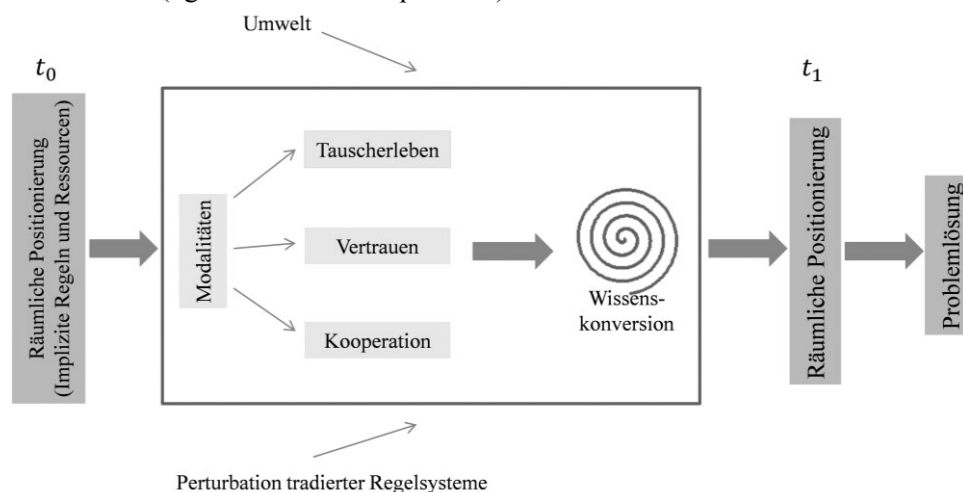 Umwelt
t₀
t₁
Räumliche Positionierung
(Implizite Regeln und Ressourcen)
Modalitäten
Tauscherleben
Vertrauen
Kooperation
Wissens-
konversion
Räumliche Positionierung
Problemlösung
Perturbation tradierter Regelsysteme